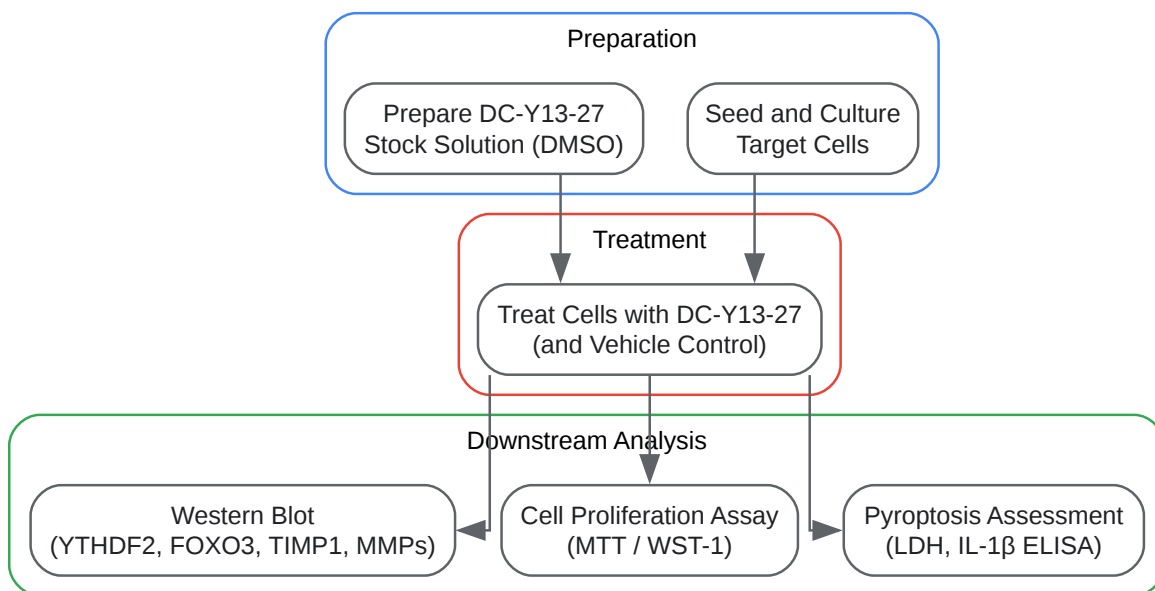 Preparation
Prepare DC-Y13-27
Stock Solution (DMSO)
Seed and Culture
Target Cells
Treatment
Treat Cells with DC-Y13-27
(and Vehicle Control)
Downstream Analysis
Western Blot
(YTHDF2, FOXO3, TIMP1, MMPs)
Cell Proliferation Assay
(MTT / WST-1)
Pyroptosis Assessment
(LDH, IL-1β ELISA)